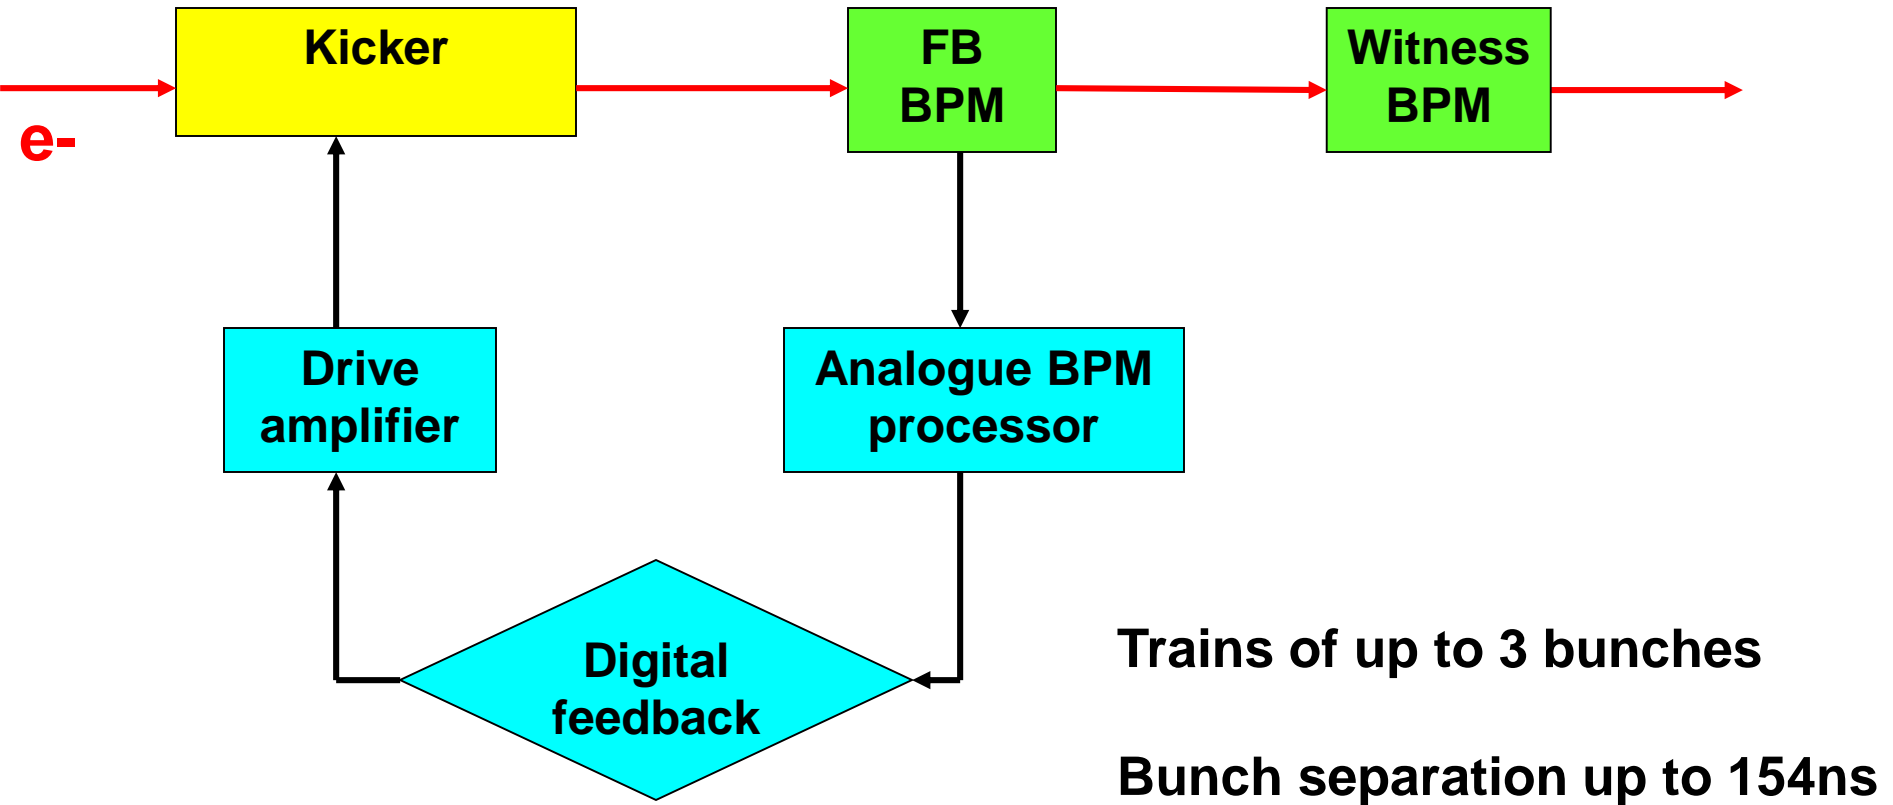 Kicker
FB
BPM
Witness
BPM
e-
Drive
amplifier
Analogue BPM
processor
Digital
feedback
Trains of up to 3 bunches
Bunch separation up to 154ns